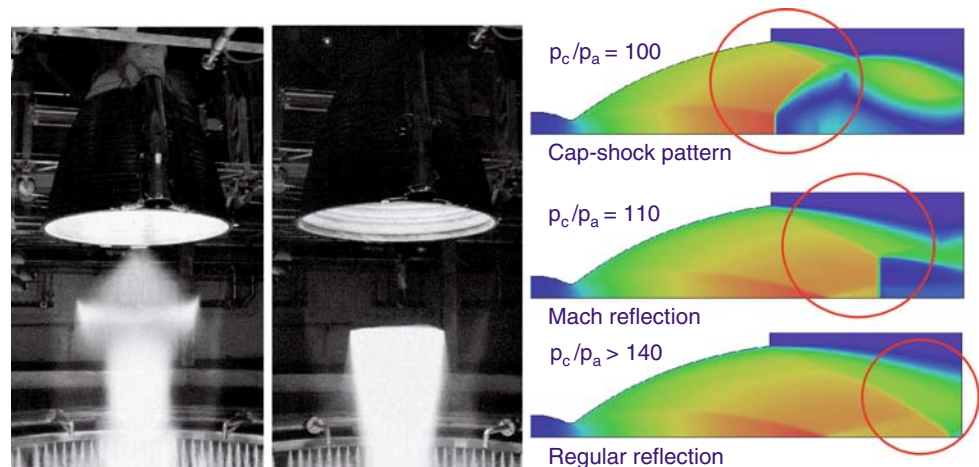 p_c/p_a = 100
Cap-shock pattern
p_c/p_a = 110
Mach reflection
p_c/p_a > 140
Regular reflection